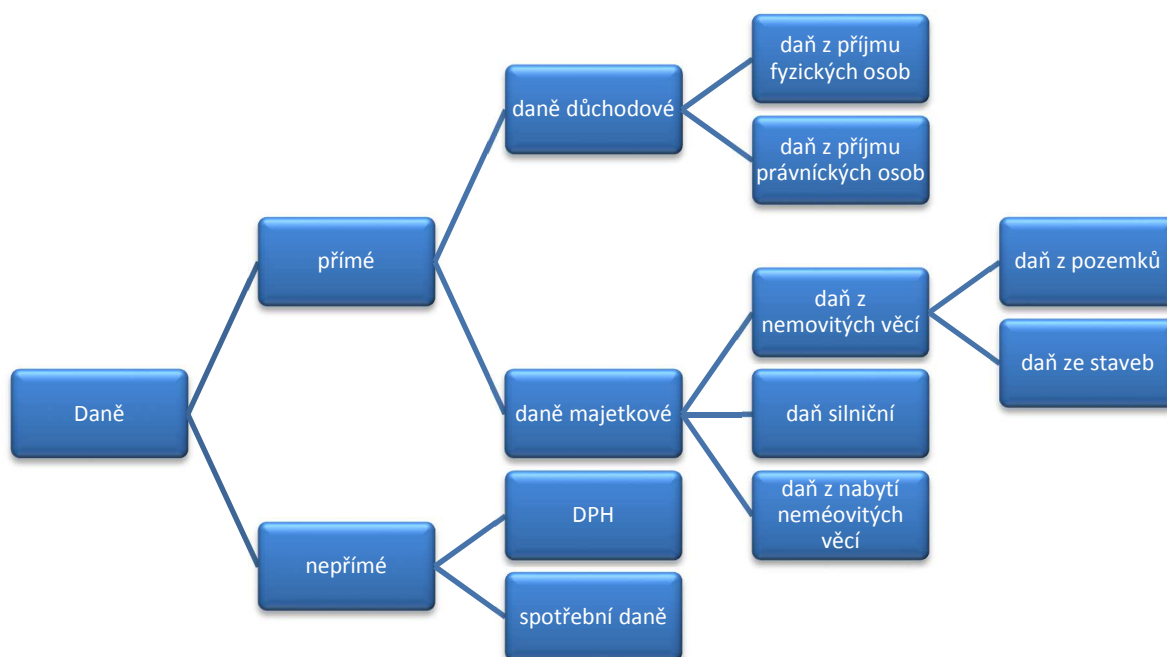 daň z příjmu
fyzických osob
daně důchodové
daň z příjmu
právníckých osob
přímé
daň z pozemků
daň z
nemovitých věcí
daň ze staveb
Daně
daně majetkové
daň silniční
daň z nabytí
neméovitých
věcí
DPH
nepřímé
spotřební daně